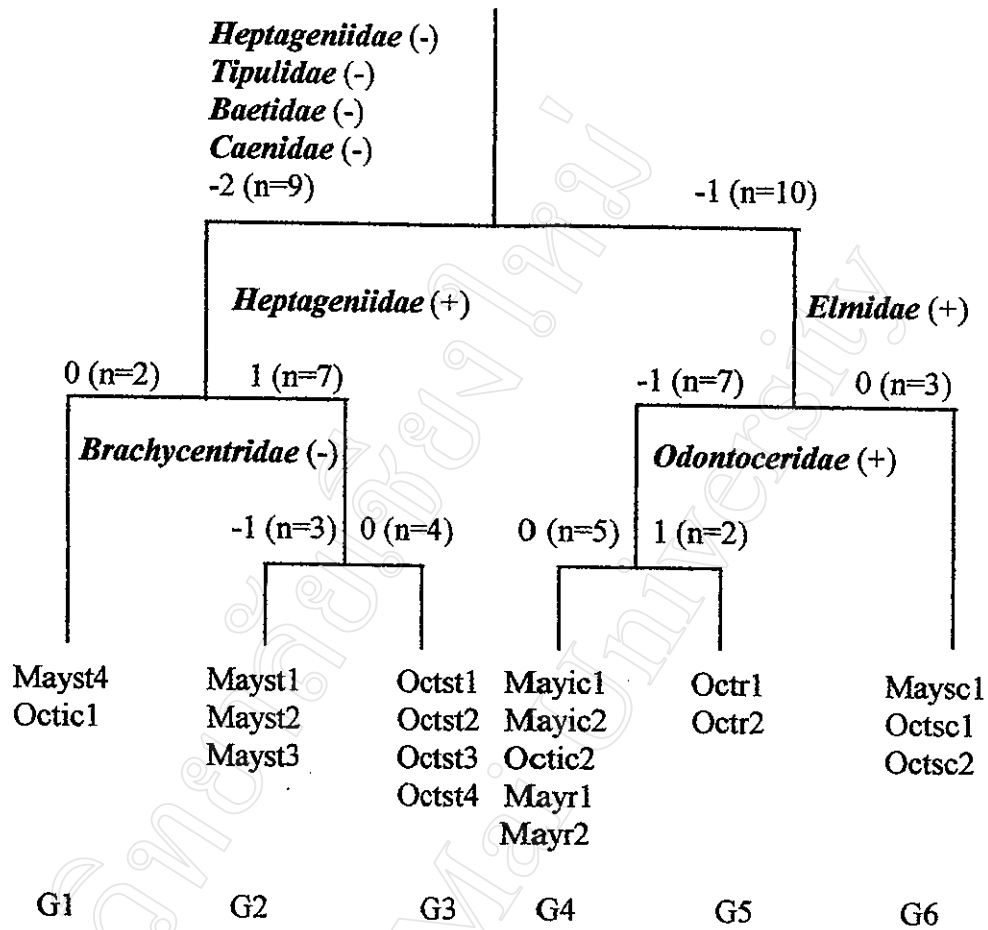 Heptageniidae (-)
Tipulidae (-)
Baetidae (-)
Caenidae (-)
-2 (n=9)
-1 (n=10)
Heptageniidae (+)
Elmidae (+)
0 (n=2)
1 (n=7)
-1 (n=7)
0 (n=3)
Brachycentridae (-)
Odontoceridae (+)
-1 (n=3)
0 (n=4)
0 (n=5)
1 (n=2)
Mayst4
Octic1
Mayst1
Mayst2
Mayst3
Octst1
Octst2
Octst3
Octst4
Mayic1
Mayic2
Octic2
Mayr1
Mayr2
Octr1
Octr2
Maysc1
Octsc1
Octsc2
G1 G2 G3 G4 G5 G6
Mai University